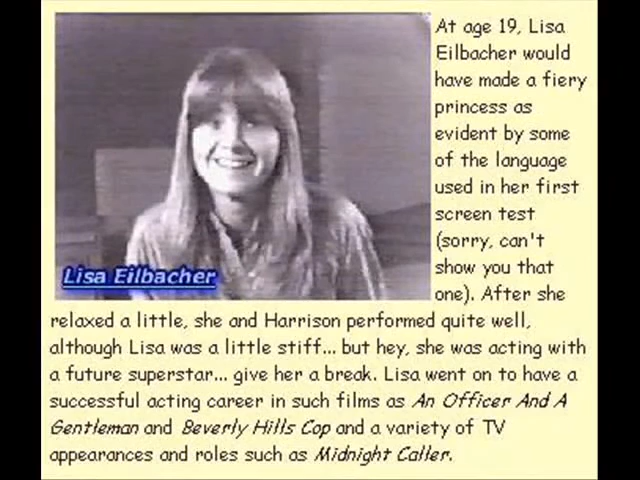 At age 19, Lisa
Eilbacher would
have made a fiery
princess as
evident by some
of the language
used in her first
screen test
(sorry, can't
show you that
one). After she
Lisa Eilbacher
relaxed a little, she and Harrison performed quite well,
although Lisa was a little stiff... but hey, she was acting with
a future superstar... give her a break. Lisa went on to have a
successful acting career in such films as An Officer And A
Gentleman and Beverly Hills Cop and a variety of TV
appearances and roles such as Midnight Caller.